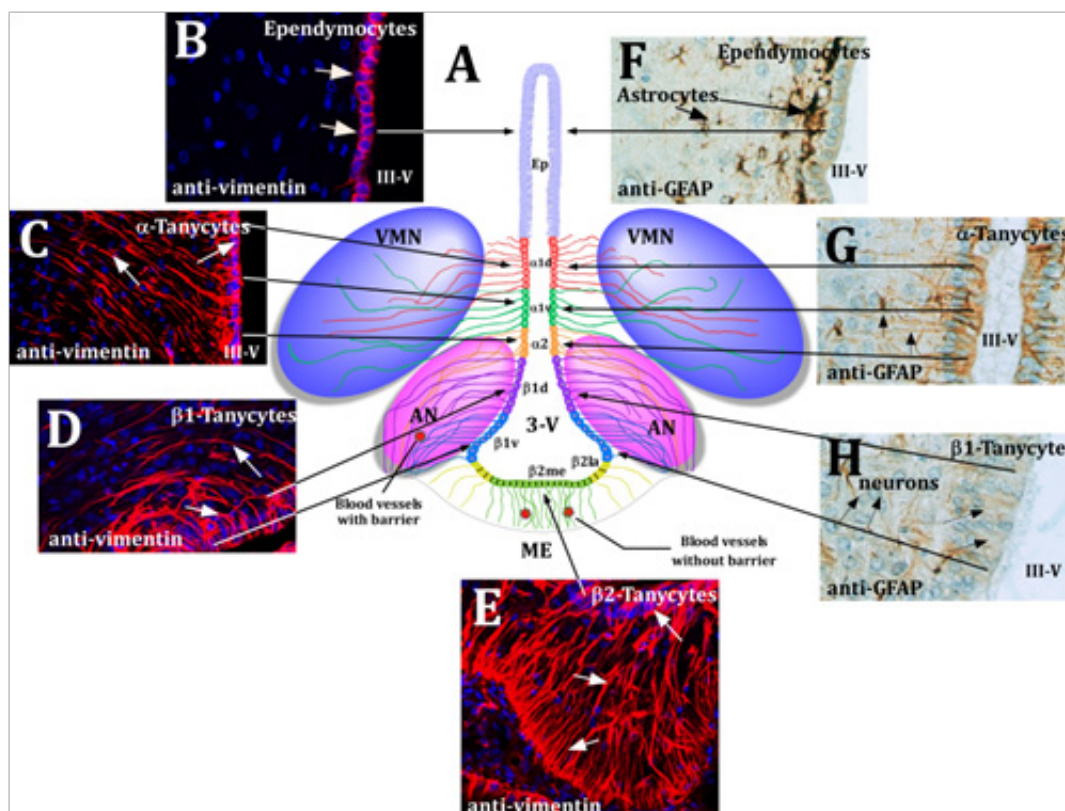 B
Ependymocytes
III-V
anti-vimentin
A
F
Ependymocytes
Astrocytes
III-V
anti-GFAP
C
α-Tanycytes
anti-vimentin
III-V
Ep
VMN
VMN
α1d
α1v
α2
β1d
AN
AN
3-V
β1v
β2la
β2me
Blood vessels
with barrier
ME
Blood vessels
without barrier
G
α-Tanycytes
III-V
anti-GFAP
D
β1-Tanycytes
anti-vimentin
H
β1-Tanycyte
neurons
anti-GFAP
III-V
E
β2-Tanycytes
anti-vimentin